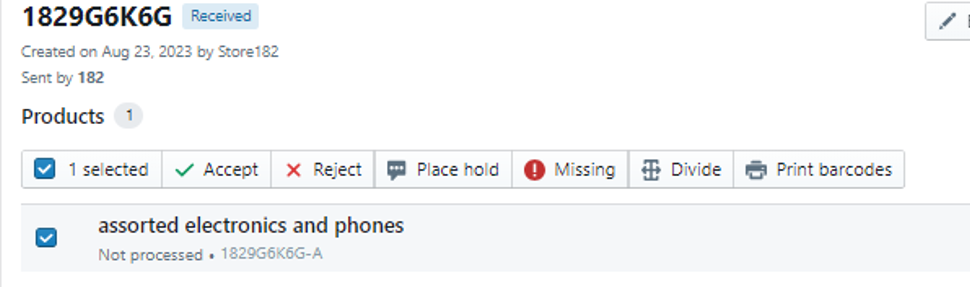 1829G6K6G Received
Created on Aug 23, 2023 by Store182
Sent by 182
Products 1
1 selected Accept Reject Place hold Missing Divide Print barcodes
assorted electronics and phones
Not processed • 1829G6K6G-A